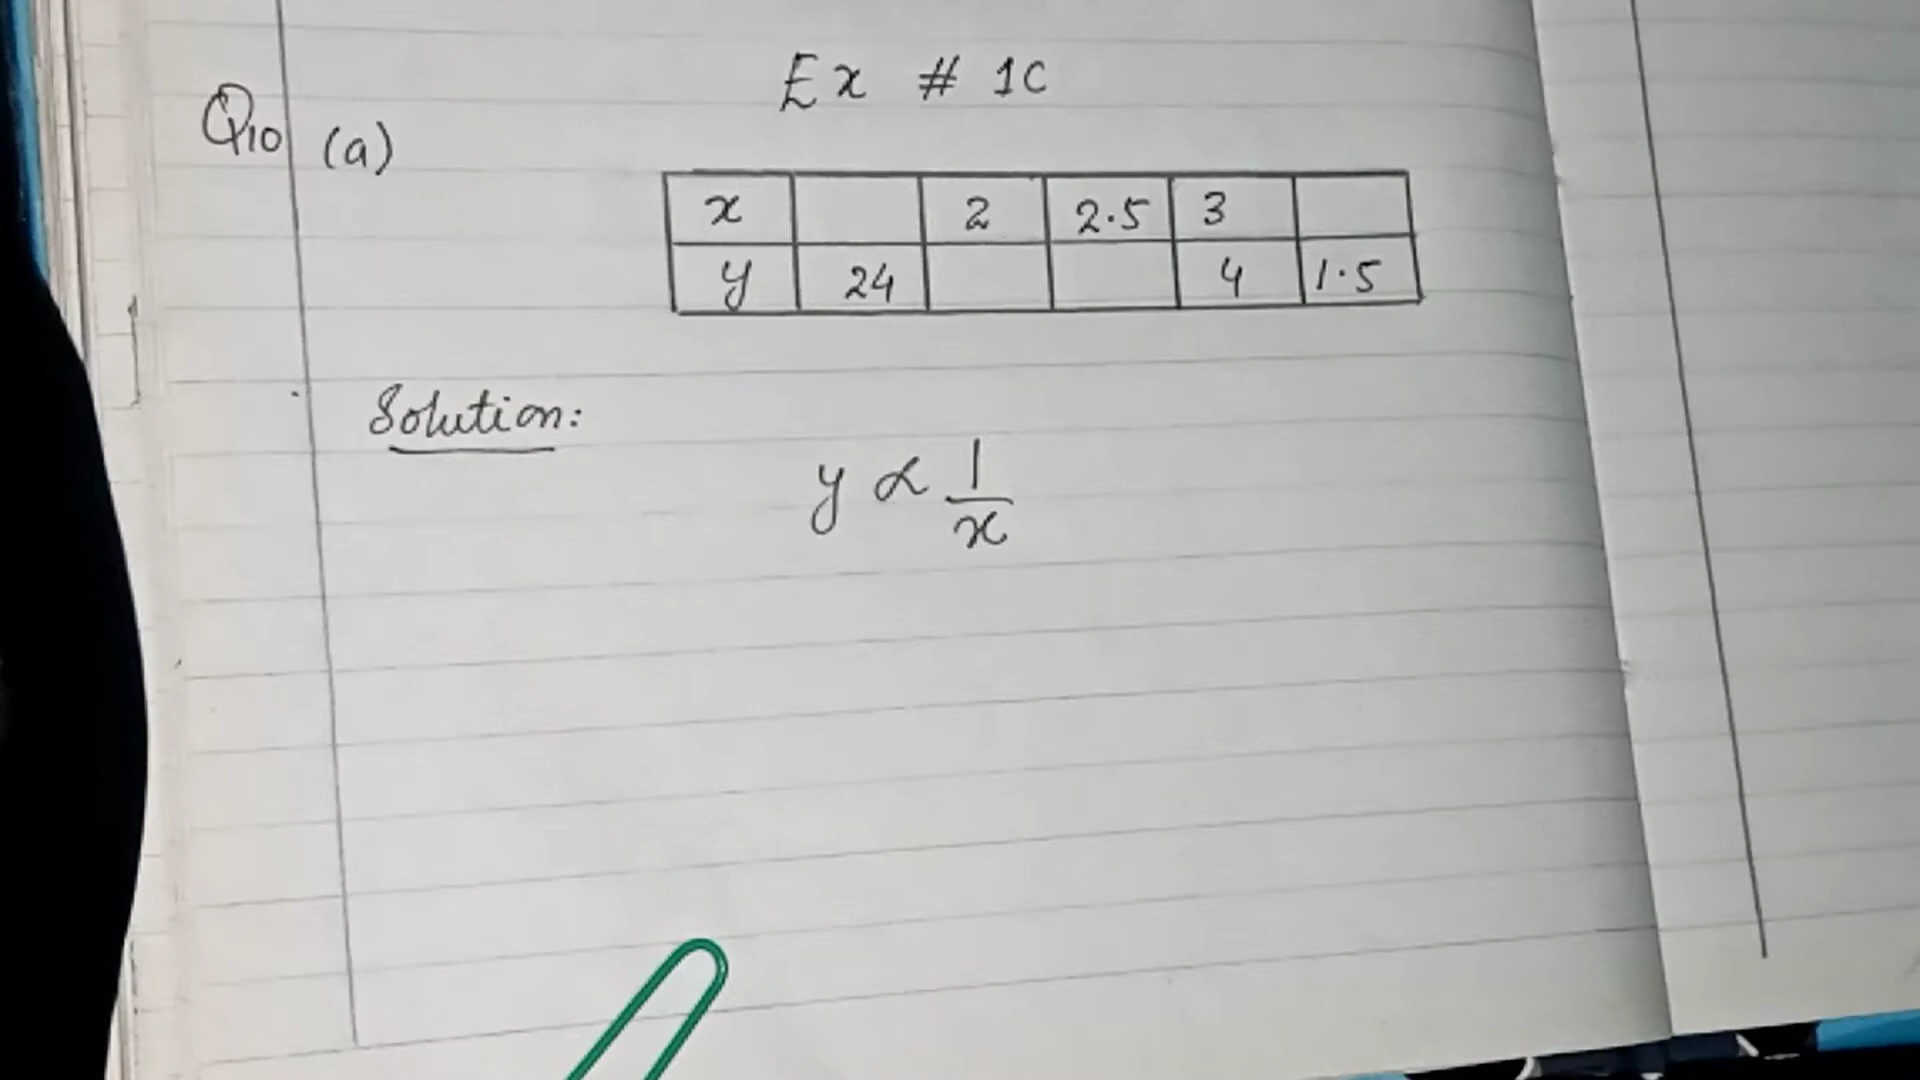 Ex # 1C
Q10 (a)
x 2 2.5 3
y 24 4 1.5
Solution:
y ∝ 1/x